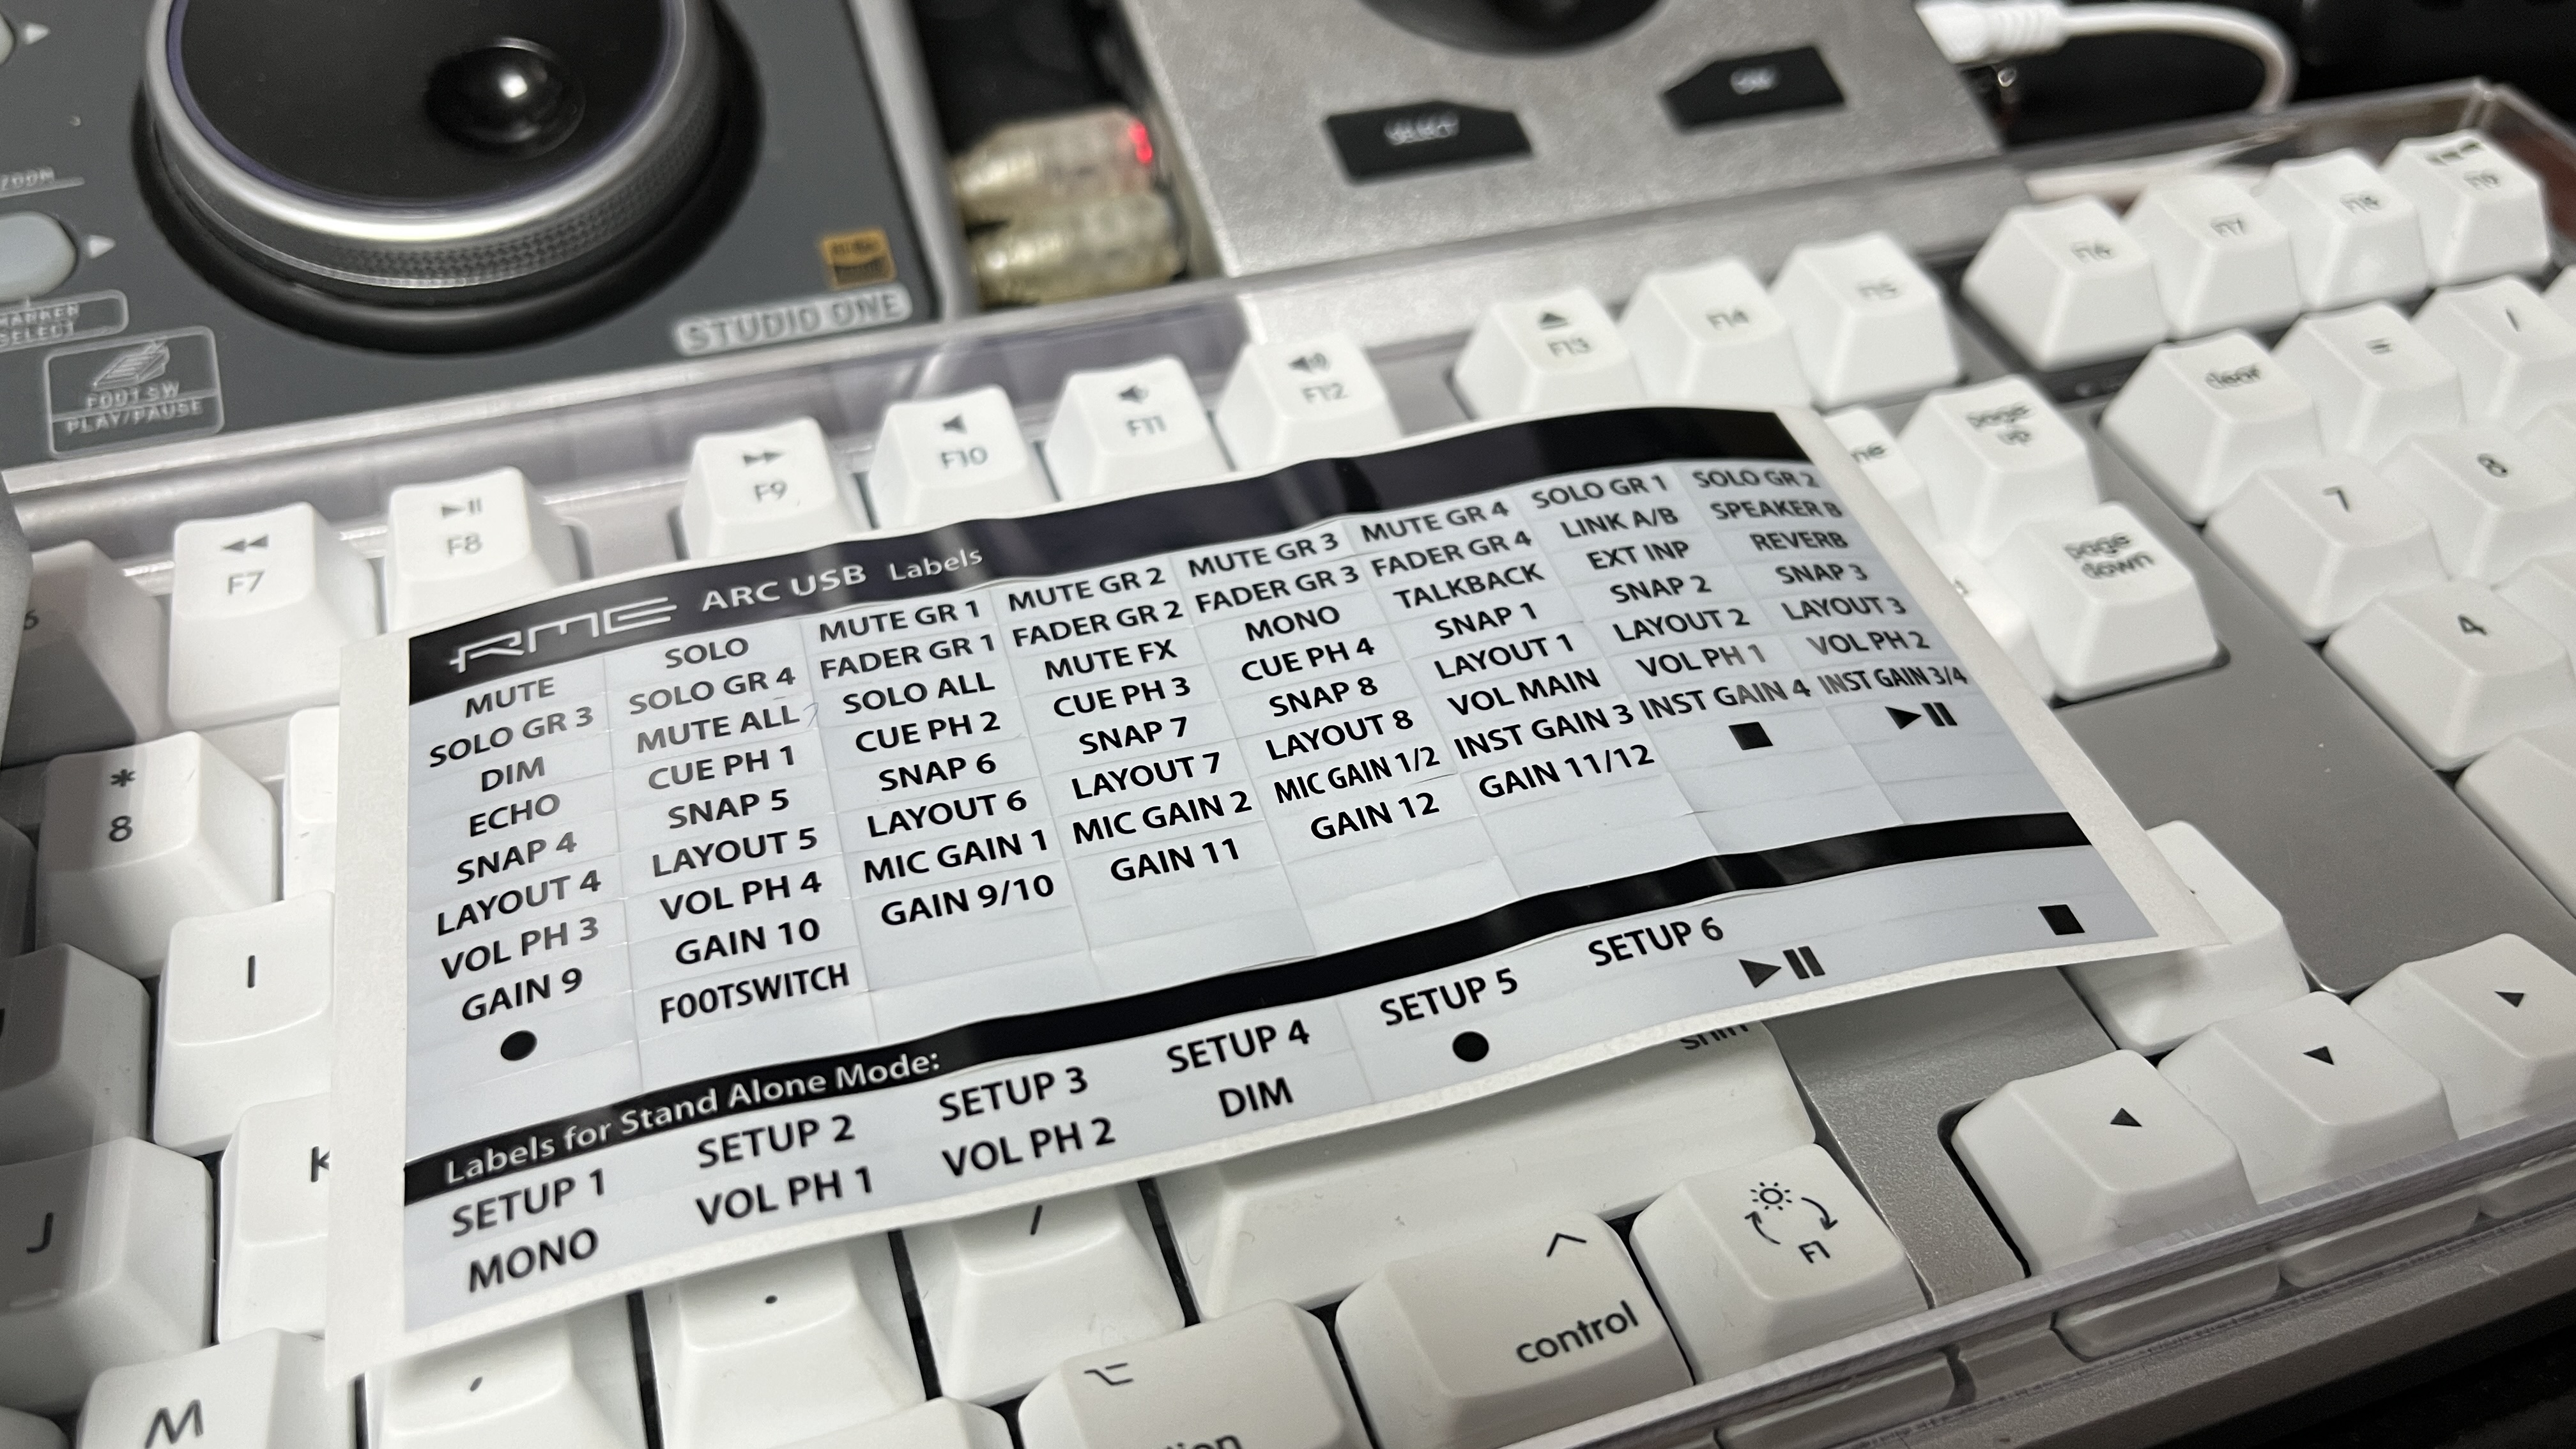 ZOOM
MARKER
SELECT
FOOT SW
PLAY/PAUSE
STUDIO ONE
SELECT
F7
F8
F9
F10
F11
F12
F13
F14
F15
F16
F17
F18
F19
page
up
page
down
clear
=
/
7
8
4
*
8
RME ARC USB Labels
MUTE SOLO MUTE GR 1 MUTE GR 2 MUTE GR 3 MUTE GR 4 SOLO GR 1 SOLO GR 2
SOLO GR 3 SOLO GR 4 FADER GR 1 FADER GR 2 FADER GR 3 FADER GR 4 LINK A/B SPEAKER B
DIM MUTE ALL SOLO ALL MUTE FX MONO TALKBACK EXT INP REVERB
ECHO CUE PH 1 CUE PH 2 CUE PH 3 CUE PH 4 SNAP 1 SNAP 2 SNAP 3
SNAP 4 SNAP 5 SNAP 6 SNAP 7 SNAP 8 LAYOUT 1 LAYOUT 2 LAYOUT 3
LAYOUT 4 LAYOUT 5 LAYOUT 6 LAYOUT 7 LAYOUT 8 VOL MAIN VOL PH 1 VOL PH 2
VOL PH 3 VOL PH 4 MIC GAIN 1 MIC GAIN 2 MIC GAIN 1/2 INST GAIN 3 INST GAIN 4 INST GAIN 3/4
GAIN 9 GAIN 10 GAIN 9/10 GAIN 11 GAIN 12 GAIN 11/12
FOOTSWITCH
Labels for Stand Alone Mode:
SETUP 1 SETUP 2 SETUP 3 SETUP 4 SETUP 5 SETUP 6
MONO VOL PH 1 VOL PH 2 DIM
I
K
J
M
shift
control
F1